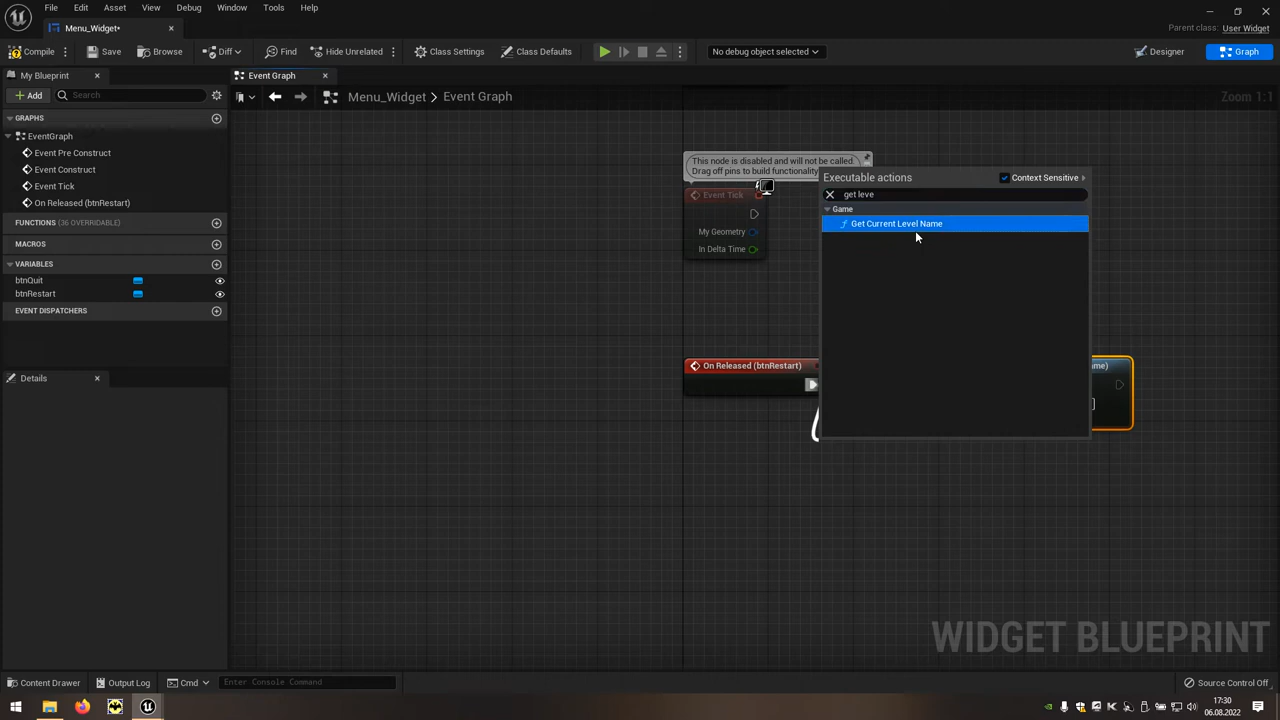 File Edit Asset View Debug Window Tools Help
Menu_Widget*
Parent class: User Widget
Compile Save Browse Diff Find Hide Unrelated Class Settings Class Defaults No debug object selected Designer Graph
My Blueprint Event Graph
Add Search Menu_Widget > Event Graph Zoom 1:1
GRAPHS
EventGraph
Event Pre Construct
Event Construct
Event Tick
On Released (btnRestart)
FUNCTIONS (36 OVERRIDABLE)
MACROS
VARIABLES
btnQuit
btnRestart
EVENT DISPATCHERS
Details
This node is disabled and will not be called.
Drag off pins to build functionality.
Event Tick
My Geometry
In Delta Time
Executable actions Context Sensitive
get leve
Game
f Get Current Level Name
On Released (btnRestart)
WIDGET BLUEPRINT
Content Drawer Output Log Cmd Enter Console Command Source Control Off
17:30
06.08.2022